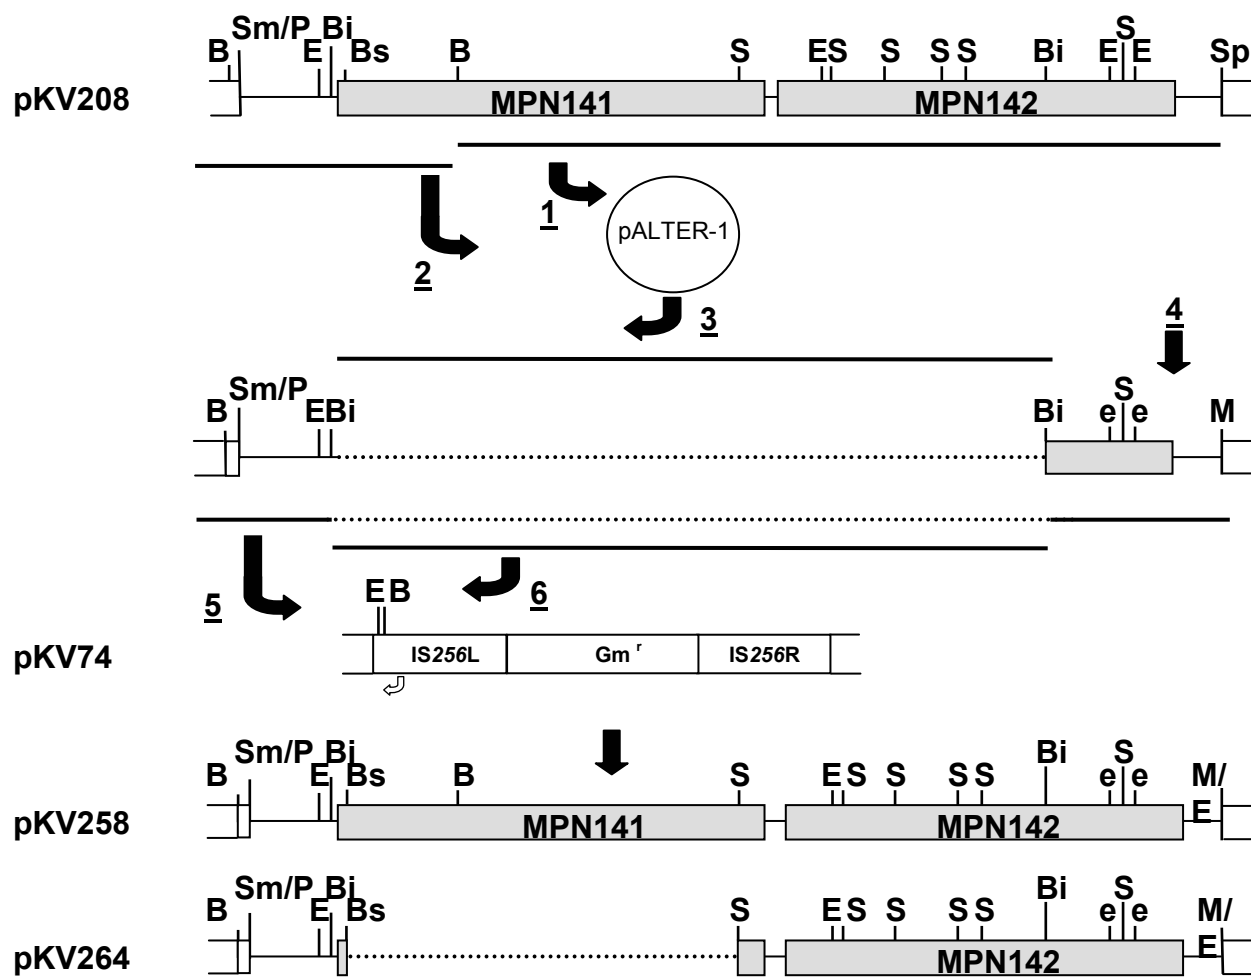 Sm/P Bi S
B E Bs B S E S S S Bi E E Sp
pKV208 MPN141 MPN142
1
pALTER-1
2
3
4
Sm/P S
B E Bi Bi e e M
5
6
E B
pKV74 IS256L Gm r IS256R
Sm/P Bi Bi S M/
B E Bs B S E S S S S e e E
pKV258 MPN141 MPN142
Sm/P Bi Bi S M/
B E Bs S E S S S S e e E
pKV264 MPN142